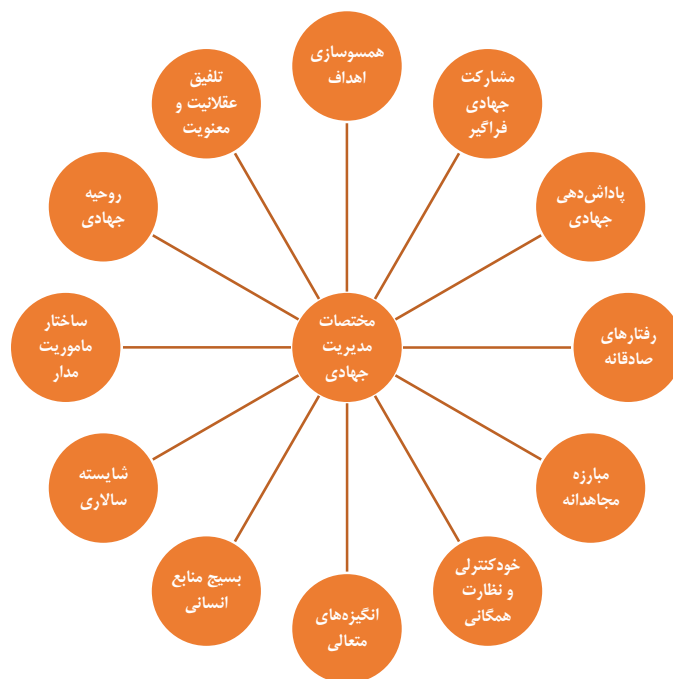 همسوسازی
اهداف
مشارکت
جهادی
فراگیر
پاداش‌دهی
جهادی
رفتارهای
صادقانه
مبارزه
مجاهدانه
خودکنترلی
و نظارت
همگانی
انگیزه‌های
متعالی
بسیج منابع
انسانی
شایسته
سالاری
ساختار
ماموریت
مدار
روحیه
جهادی
تلفیق
عقلانیت و
معنویت
مختصات
مدیریت
جهادی